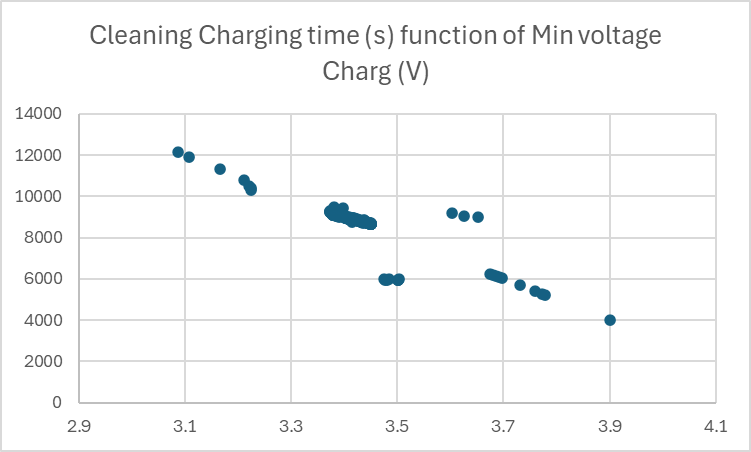 Cleaning Charging time (s) function of Min voltage
Charg (V)
14000
12000
10000
8000
6000
4000
2000
0
2.9 3.1 3.3 3.5 3.7 3.9 4.1